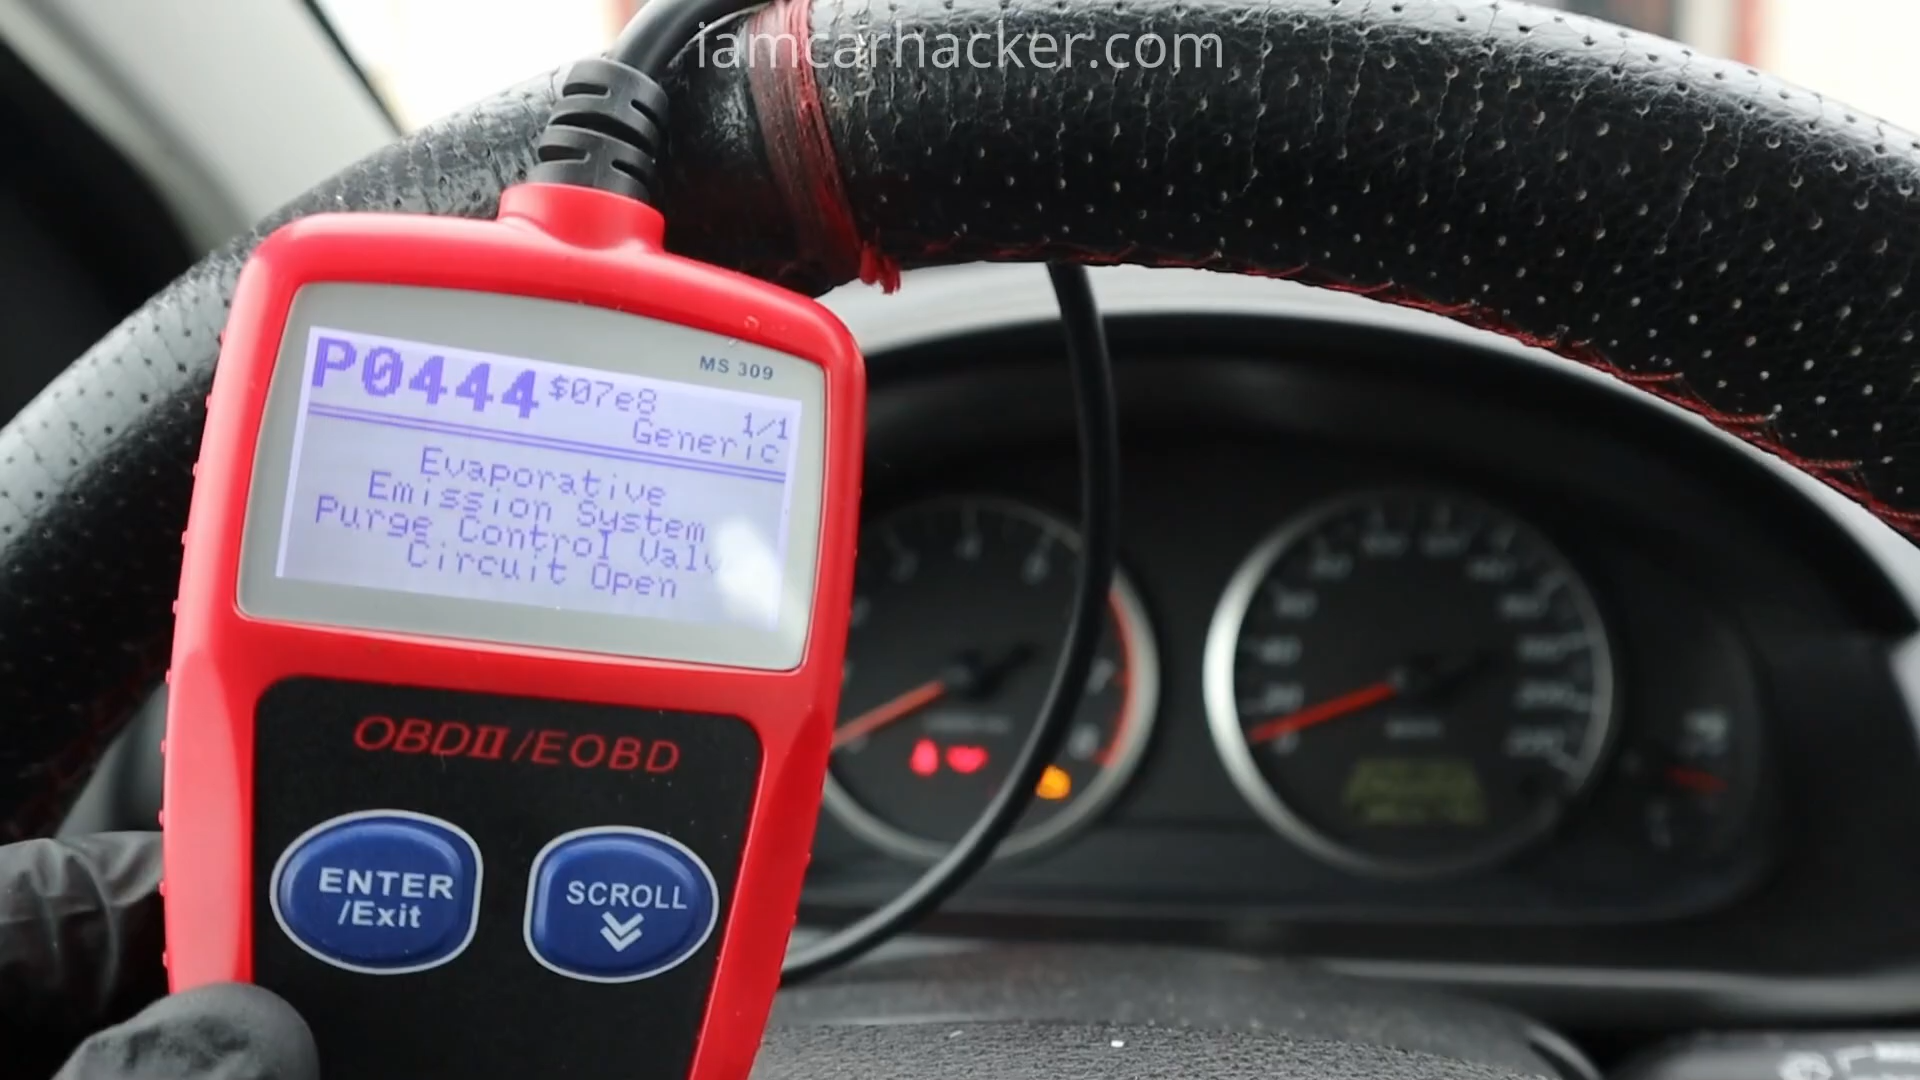 iamcarhacker.com
MS 309
P0444 $07e8
1/1
Generic
Evaporative
Emission System
Purge Control Valv
Circuit Open
OBDII/EOBD
ENTER
/Exit
SCROLL